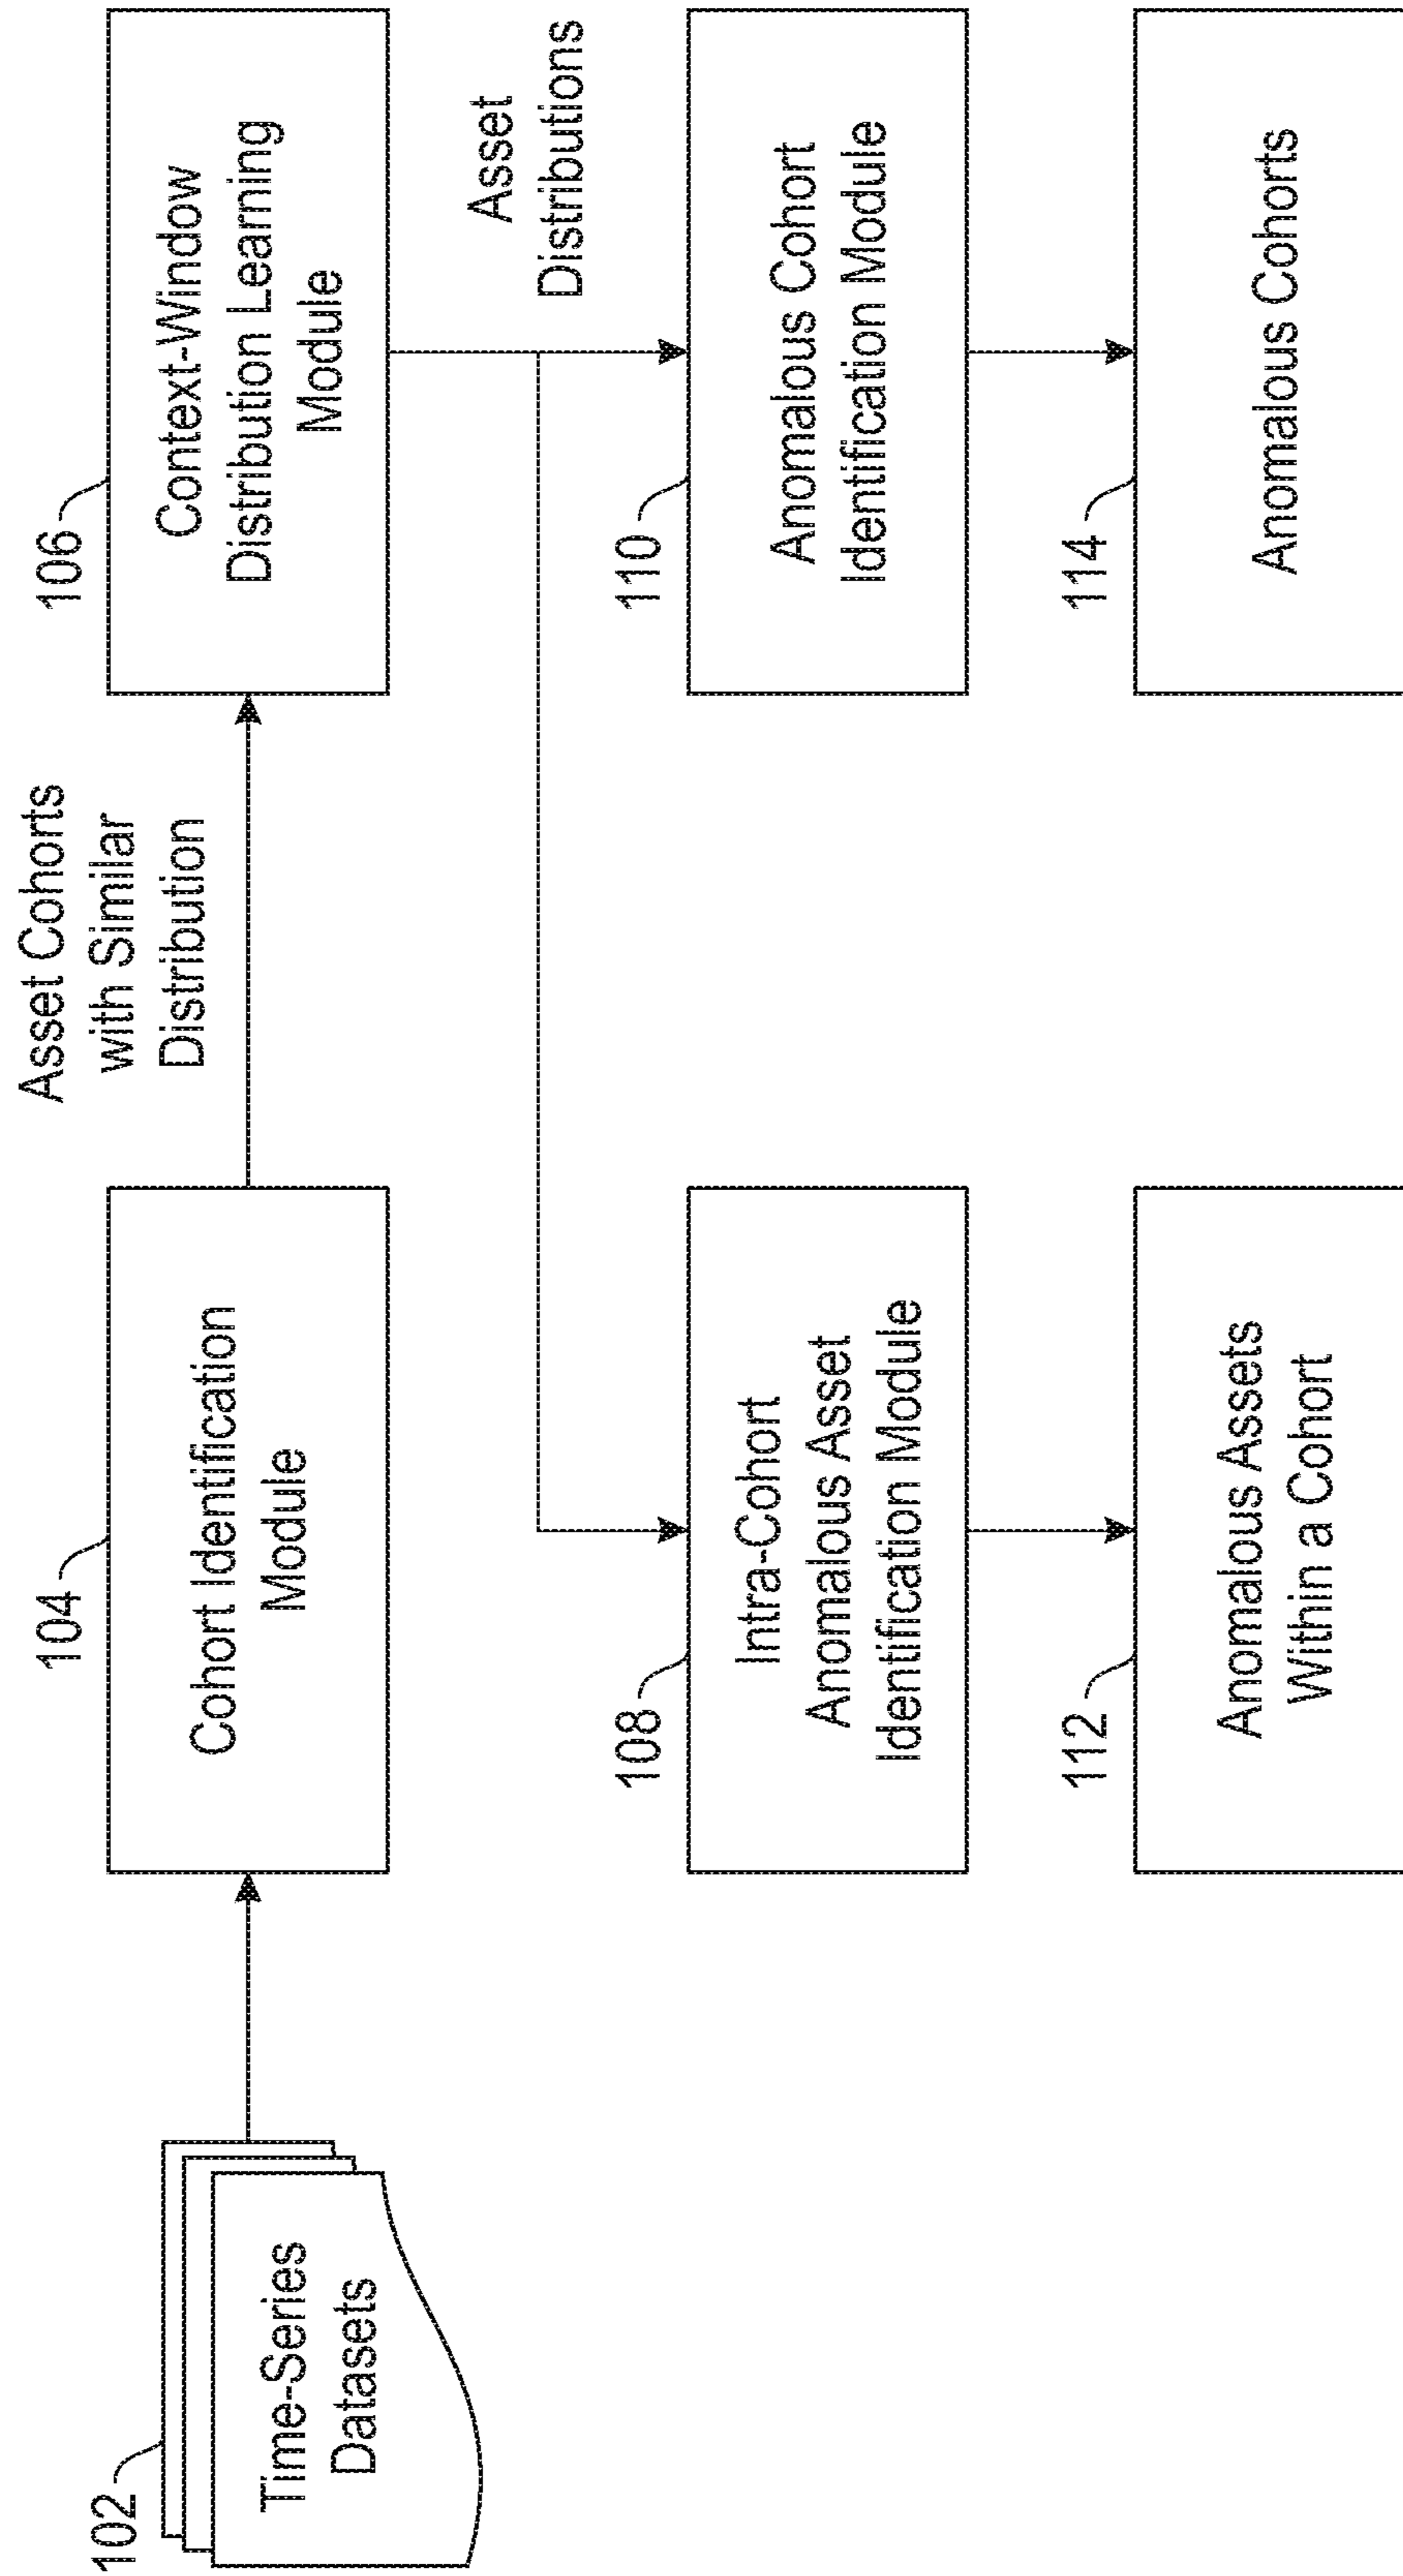 102
Time-Series
Datasets
104
Cohort Identification
Module
Asset Cohorts
with Similar
Distribution
106
Context-Window
Distribution Learning
Module
Asset
Distributions
108
Intra-Cohort
Anomalous Asset
Identification Module
110
Anomalous Cohort
Identification Module
112
Anomalous Assets
Within a Cohort
114
Anomalous Cohorts